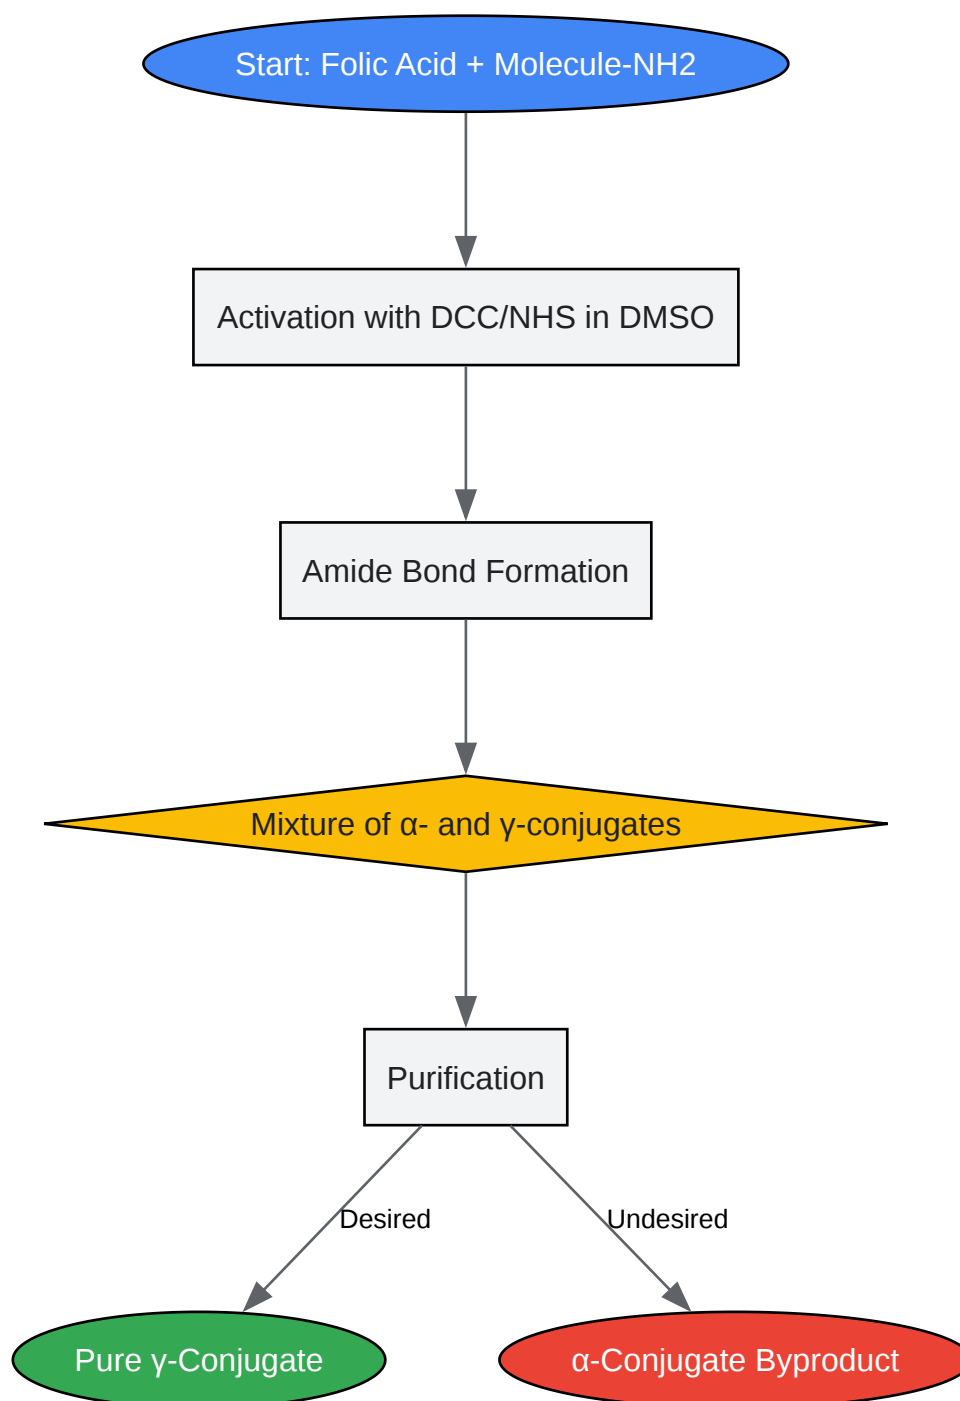 Start: Folic Acid + Molecule-NH2
Activation with DCC/NHS in DMSO
Amide Bond Formation
Mixture of α- and γ-conjugates
Purification
Desired
Undesired
Pure γ-Conjugate
α-Conjugate Byproduct